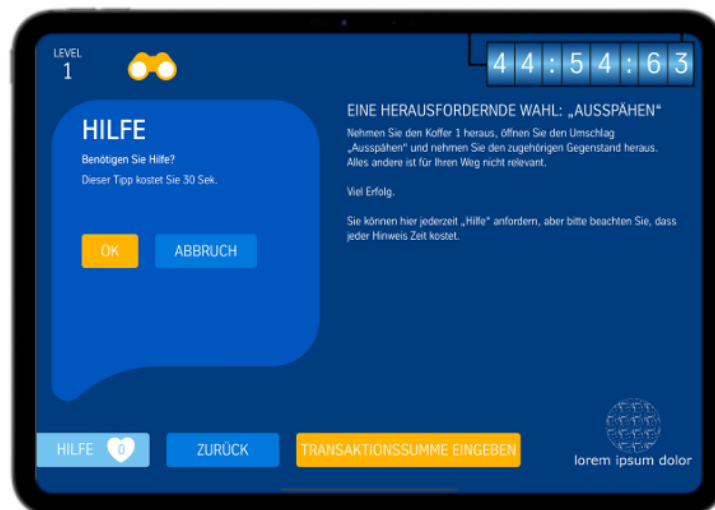 LEVEL
1
44:54:63
HILFE
Benötigen Sie Hilfe?
Dieser Tipp kostet Sie 30 Sek.
OK
ABBRUCH
EINE HERAUSFORDERNDE WAHL: „AUSSPÄHEN“
Nehmen Sie den Koffer 1 heraus, öffnen Sie den Umschlag
„Ausspähen“ und nehmen Sie den zugehörigen Gegenstand heraus.
Alles andere ist für Ihren Weg nicht relevant.
Viel Erfolg.
Sie können hier jederzeit „Hilfe“ anfordern, aber bitte beachten Sie, dass
jeder Hinweis Zeit kostet.
HILFE 0
ZURÜCK
TRANSAKTIONSSUMME EINGEBEN
lorem ipsum dolor